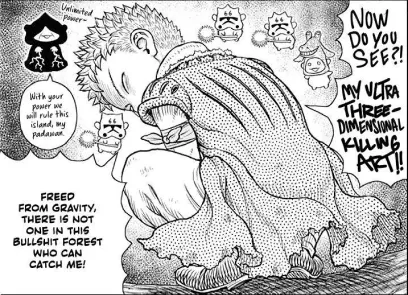 Unlimited
power~
With your
power we
will rule this
island, my
padawan.
NOW
DO YOU
SEE?!
MY ULTRA
THREE-
DIMENSIONAL
KILLING
ART!!
FREED
FROM GRAVITY,
THERE IS NOT
ONE IN THIS
BULLSHIT FOREST
WHO CAN
CATCH ME!